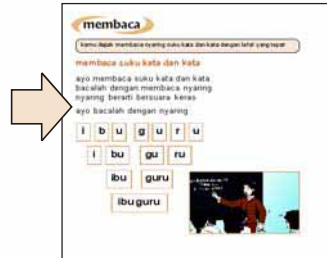 membaca
kamu diajak membaca nyaring suku kata dan kata dengan lafal yang tepat
membaca suku kata dan kata
ayo membaca suku kata dan kata
bacalah dengan membaca nyaring
nyaring berarti bersuara keras
ayo bacalah dengan nyaring
i b u g u r u
i bu gu ru
ibu guru
ibu guru